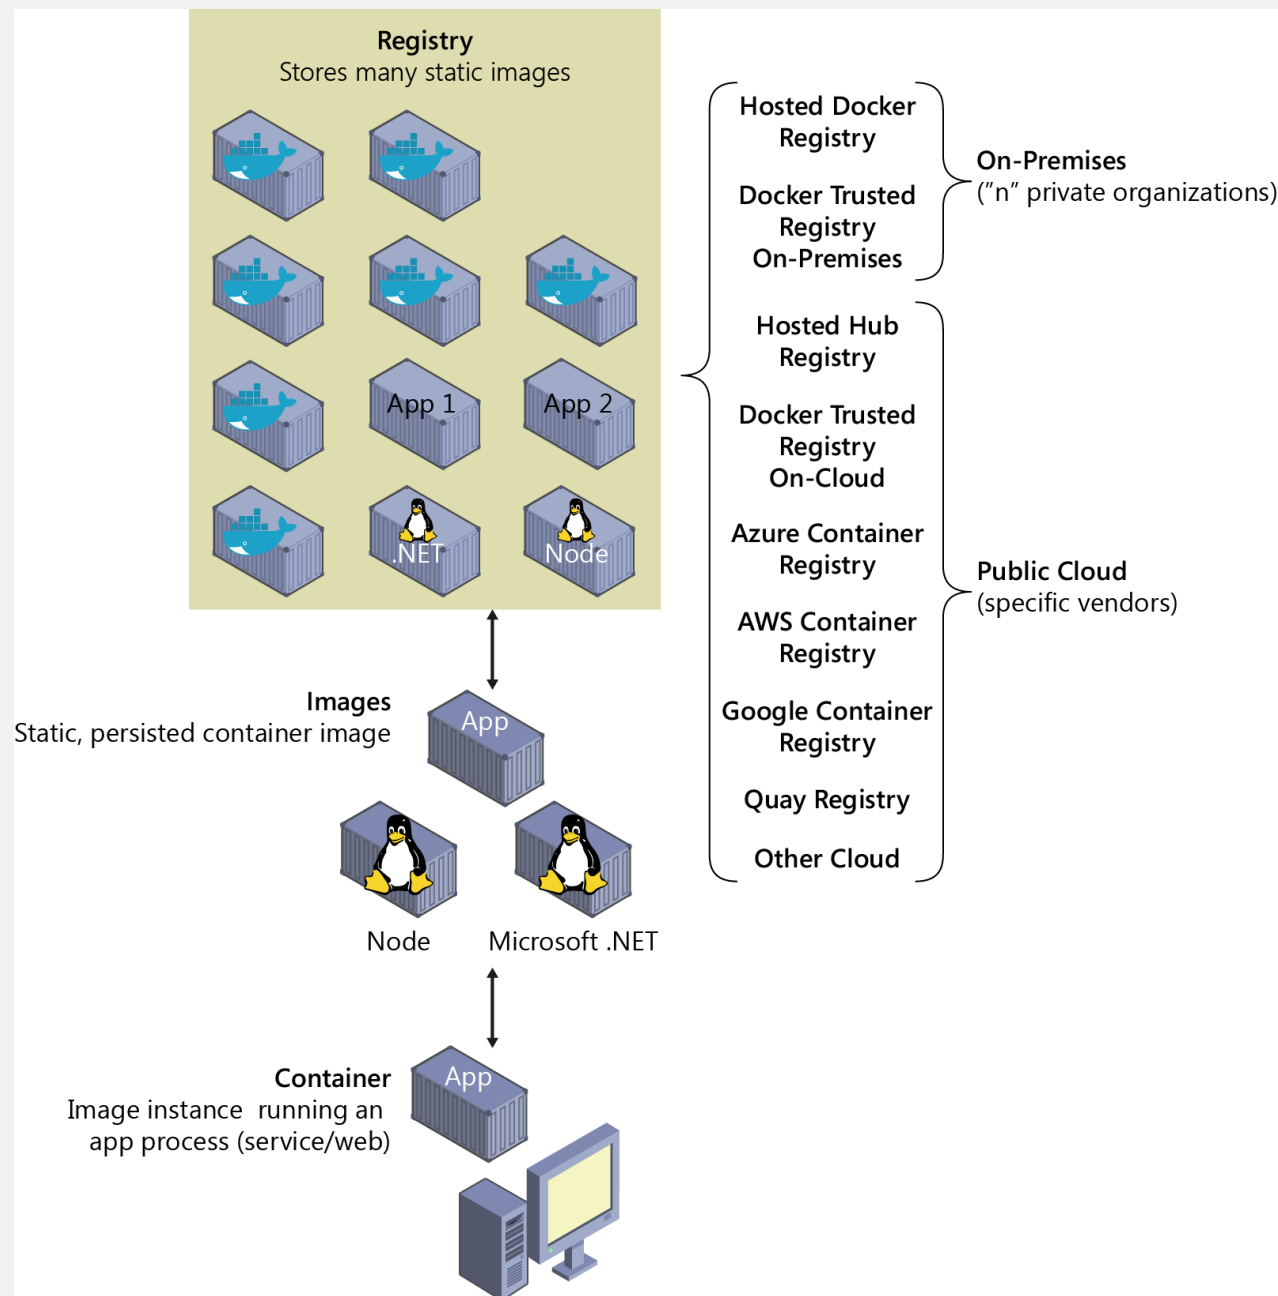 Registry
Stores many static images
App 1
App 2
.NET
Node
Hosted Docker
Registry
Docker Trusted
Registry
On-Premises
On-Premises
(”n” private organizations)
Hosted Hub
Registry
Docker Trusted
Registry
On-Cloud
Azure Container
Registry
AWS Container
Registry
Google Container
Registry
Quay Registry
Other Cloud
Public Cloud
(specific vendors)
Images
Static, persisted container image
App
Node
Microsoft .NET
Container
Image instance running an
app process (service/web)
App